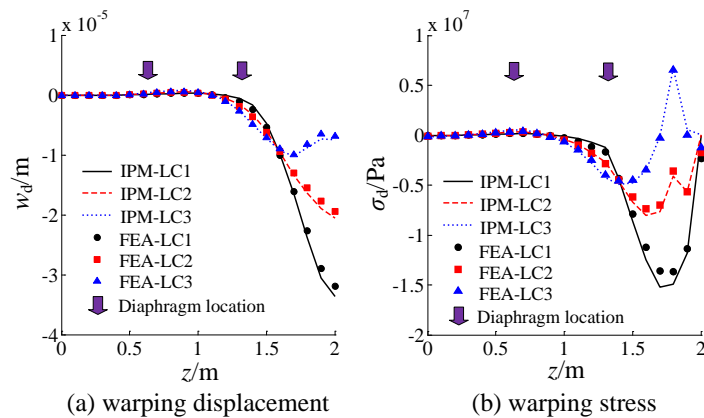 x 10^-5
1
0
-1
-2
-3
-4
w_d/m
IPM-LC1
IPM-LC2
IPM-LC3
FEA-LC1
FEA-LC2
FEA-LC3
Diaphragm location
0 0.5 1 1.5 2
z/m
(a) warping displacement
x 10^7
1
0.5
0
-0.5
-1
-1.5
-2
σ_d/Pa
IPM-LC1
IPM-LC2
IPM-LC3
FEA-LC1
FEA-LC2
FEA-LC3
Diaphragm location
0 0.5 1 1.5 2
z/m
(b) warping stress